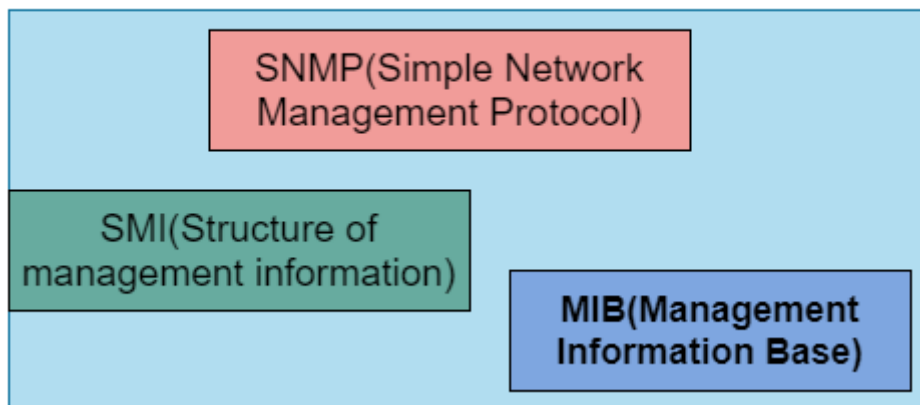 SNMP(Simple Network
Management Protocol)
SMI(Structure of
management information)
MIB(Management
Information Base)